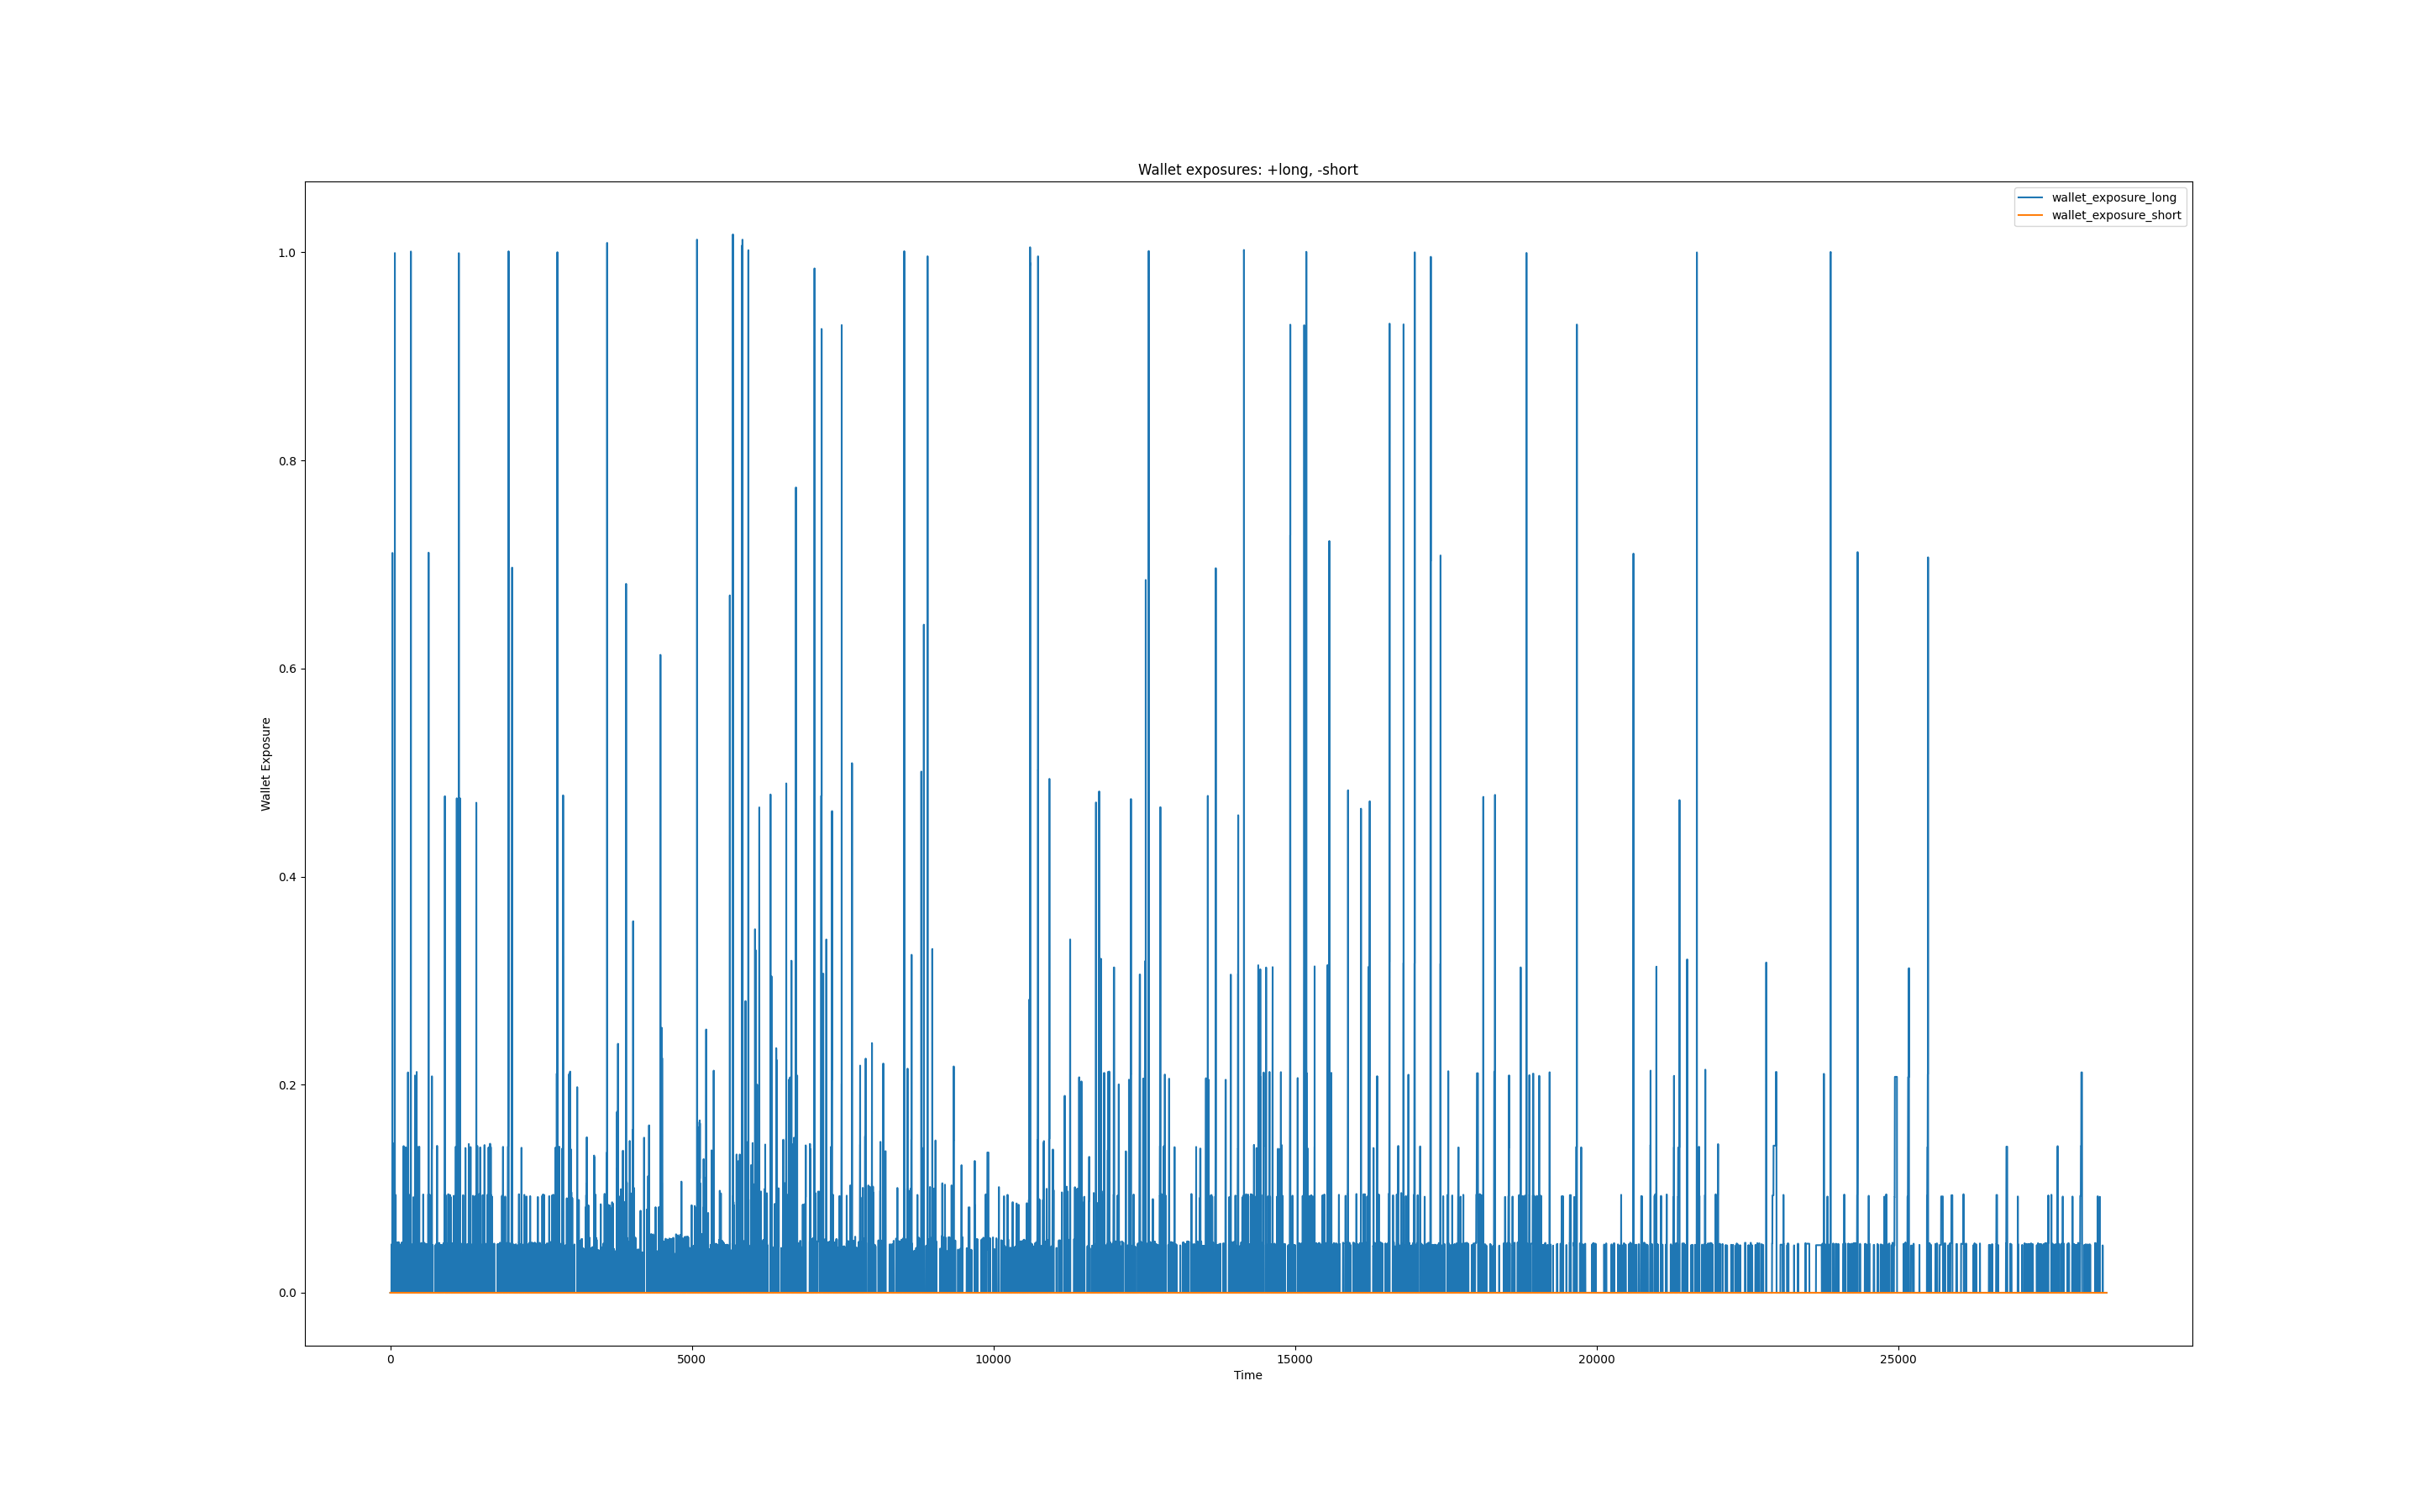 Wallet exposures: +long, -short
wallet_exposure_long
wallet_exposure_short
1.0
0.8
0.6
0.4
0.2
0.0
Wallet Exposure
0 5000 10000 15000 20000 25000
Time